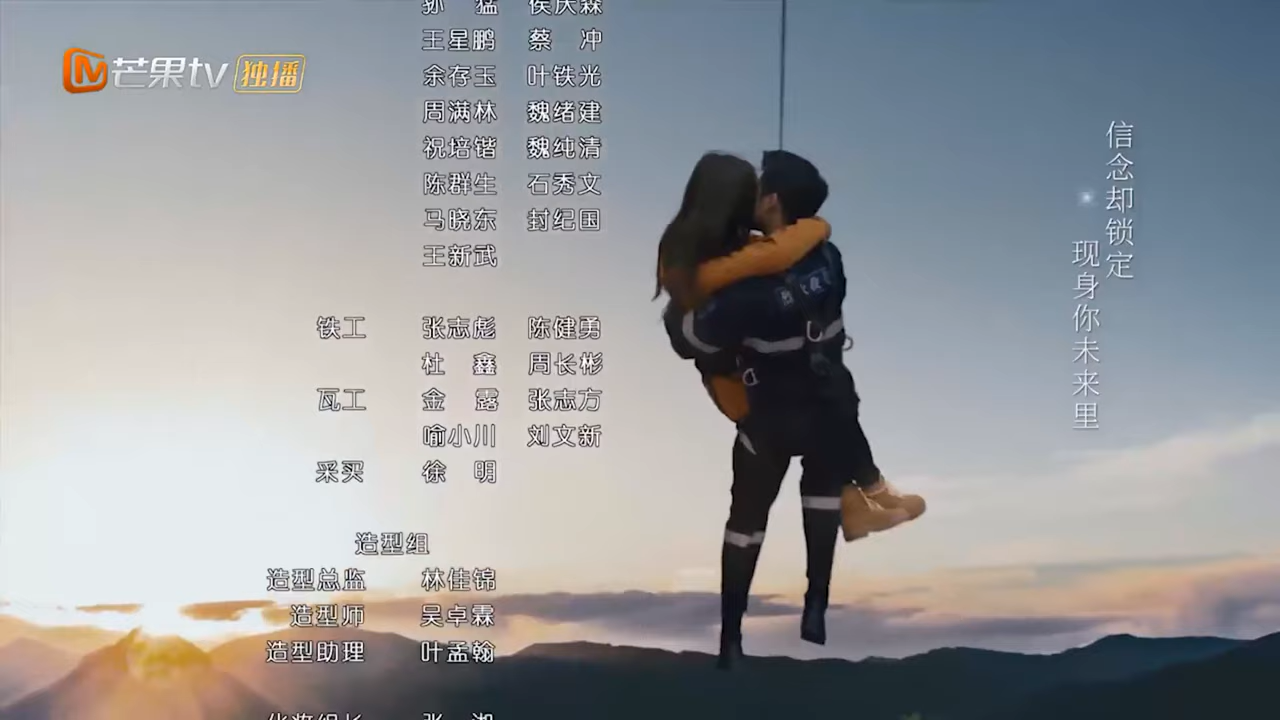 芒果tv 独播
孙 猛 侯庆霖
王星鹏 蔡 冲
余存玉 叶铁光
周满林 魏绪建
祝培锴 魏纯清
陈群生 石秀文
马晓东 封纪国
王新武
铁工 张志彪 陈健勇
杜 鑫 周长彬
瓦工 金 露 张志方
喻小川 刘文新
采买 徐 明
造型组
造型总监 林佳锦
造型师 吴卓霖
造型助理 叶孟翰
信念却锁定
现身你未来里